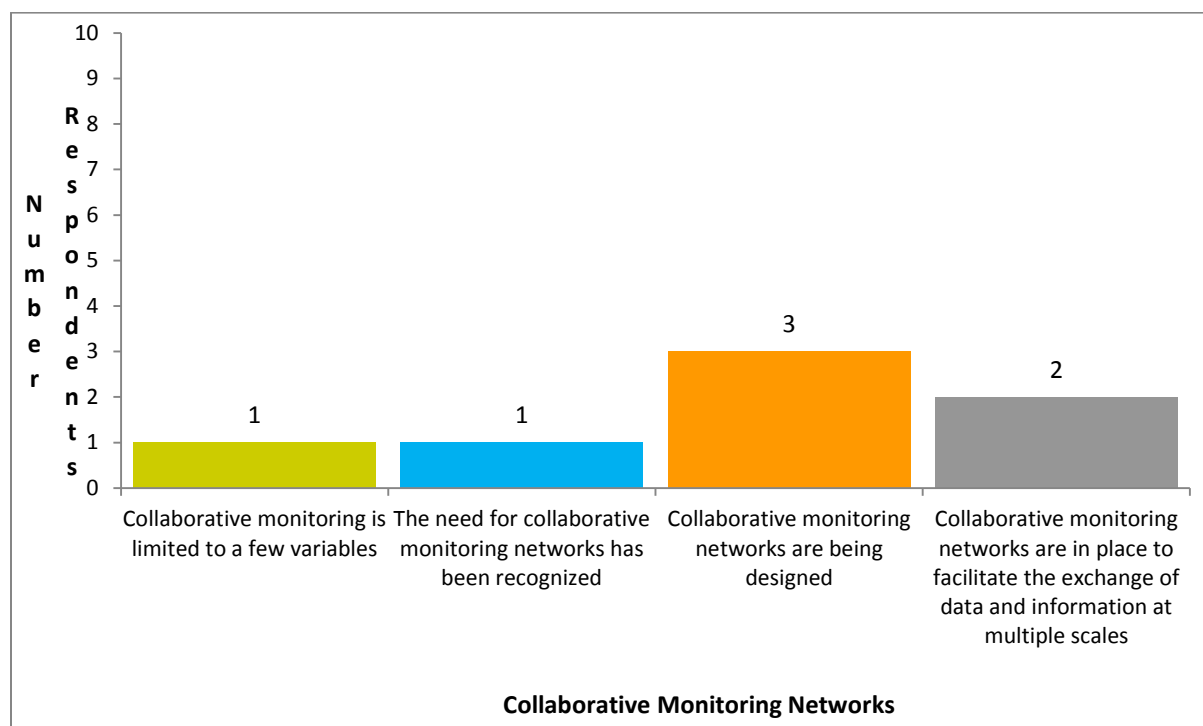 Number
Respondents
10
9
8
7
6
5
4
3
2
1
0
1
1
3
2
Collaborative monitoring is
limited to a few variables
The need for collaborative
monitoring networks has
been recognized
Collaborative monitoring
networks are being
designed
Collaborative monitoring
networks are in place to
facilitate the exchange of
data and information at
multiple scales
Collaborative Monitoring Networks